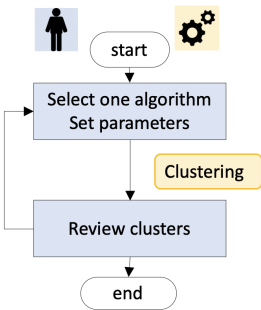 start
Select one algorithm
Set parameters
Clustering
Review clusters
end